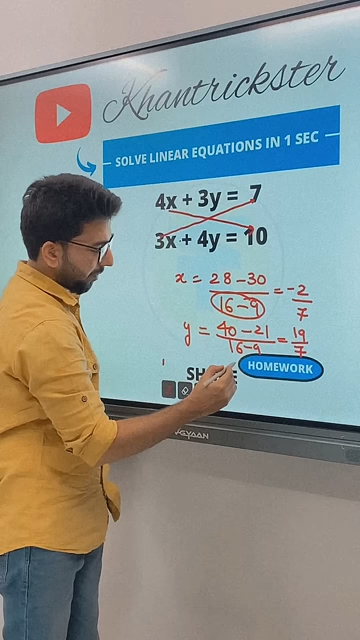 Khantrickster
SOLVE LINEAR EQUATIONS IN 1 SEC
4x + 3y = 7
3x + 4y = 10
x = 28-30 / 16-9 = -2/7
y = 40-21 / 16-9 = 19/7
HOMEWORK